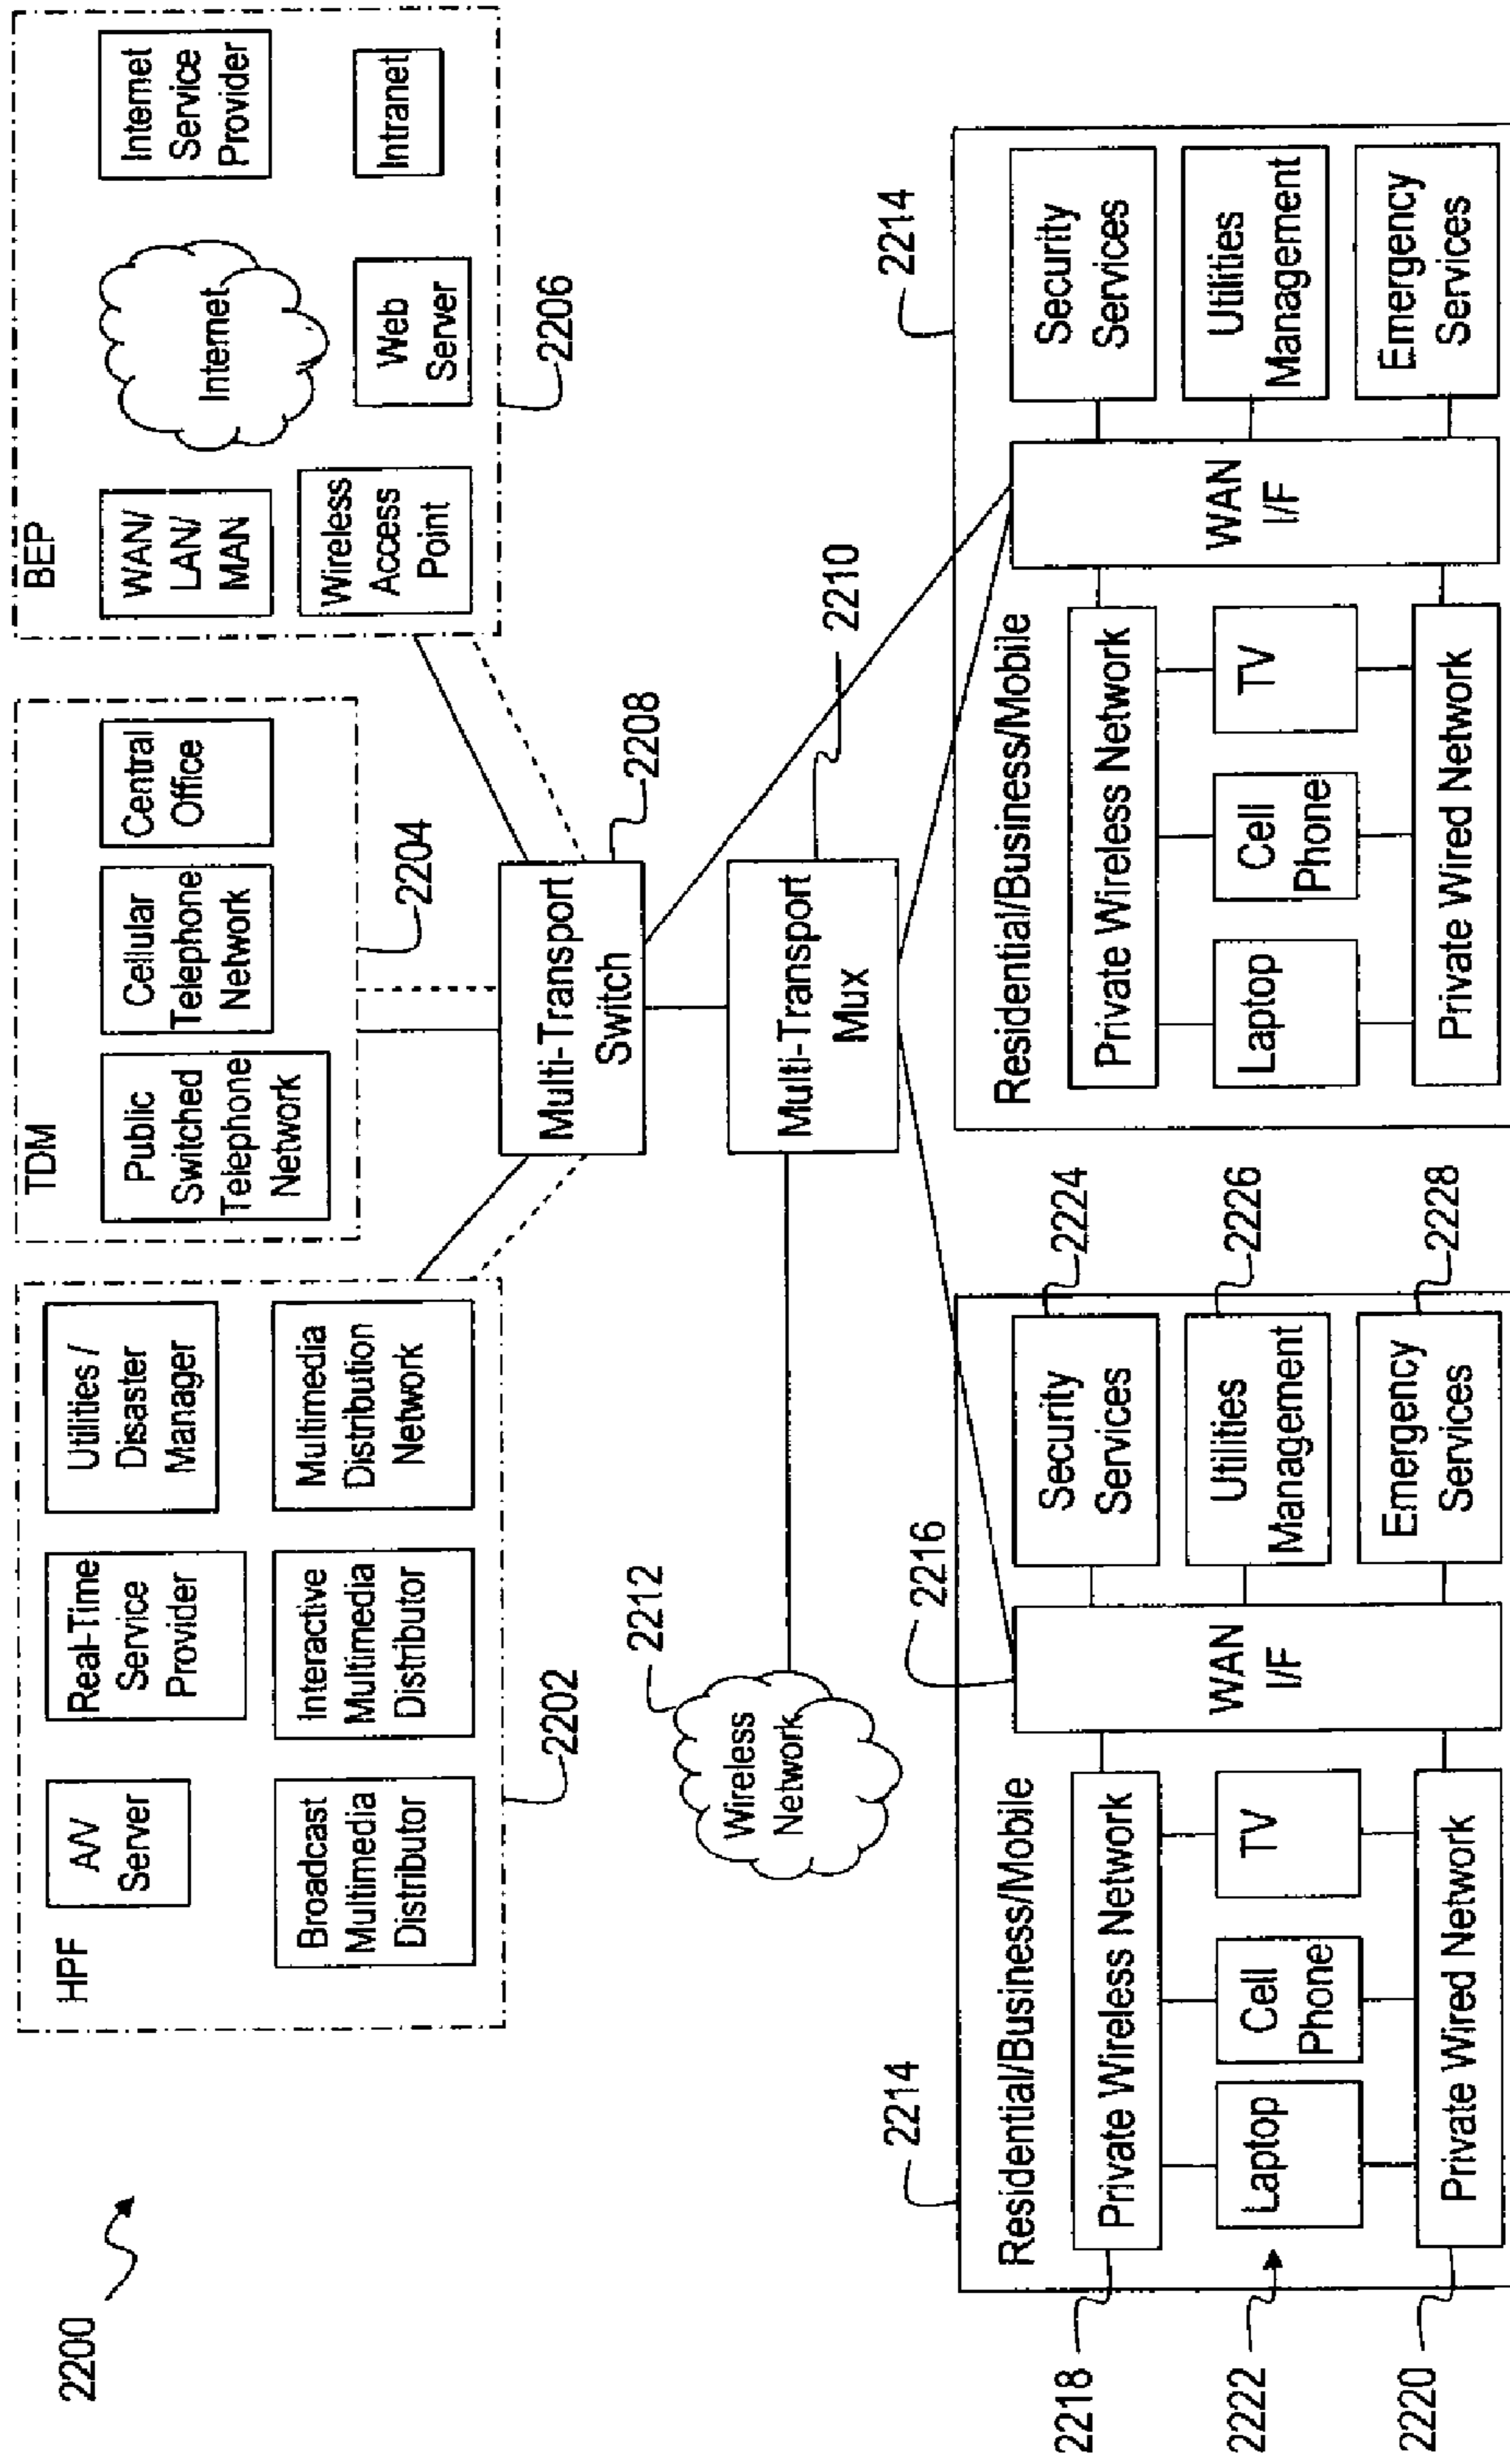 2200
HPF
A/V
Server
Real-Time
Service
Provider
Utilities /
Disaster
Manager
Broadcast
Multimedia
Distributor
Interactive
Multimedia
Distributor
Multimedia
Distribution
Network
2202
TDM
Public
Switched
Telephone
Network
Cellular
Telephone
Network
Central
Office
2204
BEP
WAN/
LAN/
MAN
Internet
Internet
Service
Provider
Wireless
Access
Point
Web
Server
Intranet
2206
Multi-Transport
Switch
2208
2212
Wireless
Network
Multi-Transport
Mux
2210
2214
Residential/Business/Mobile
2216
Private Wireless Network
2218
Laptop
Cell
Phone
TV
2222
Private Wired Network
2220
WAN
I/F
Security
Services
2224
Utilities
Management
2226
Emergency
Services
2228
2214
Residential/Business/Mobile
Private Wireless Network
Laptop
Cell
Phone
TV
Private Wired Network
WAN
I/F
Security
Services
Utilities
Management
Emergency
Services